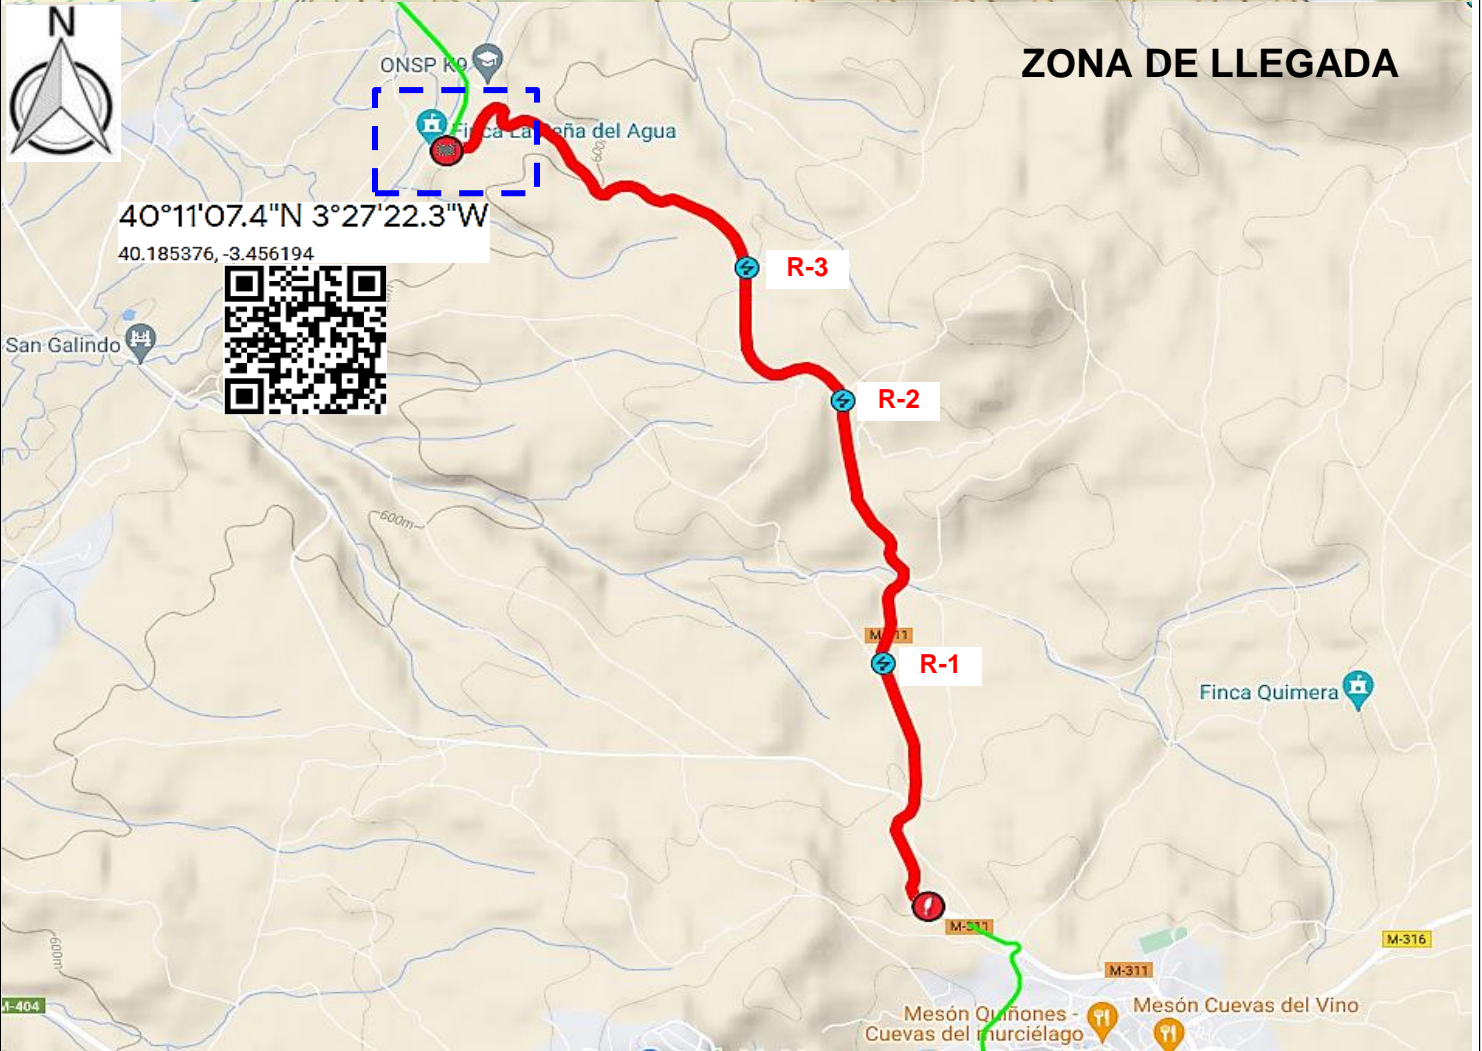 N
ZONA DE LLEGADA
ONSP K9
Finca La Peña del Agua
600
40°11'07.4"N 3°27'22.3"W
40.185376, -3.456194
R-3
San Galindo
R-2
600m
M-311
R-1
Finca Quimera
M-311
M-316
600m
M-311
M-404
Mesón Quiñones -
Cuevas del murciélago
Mesón Cuevas del Vino